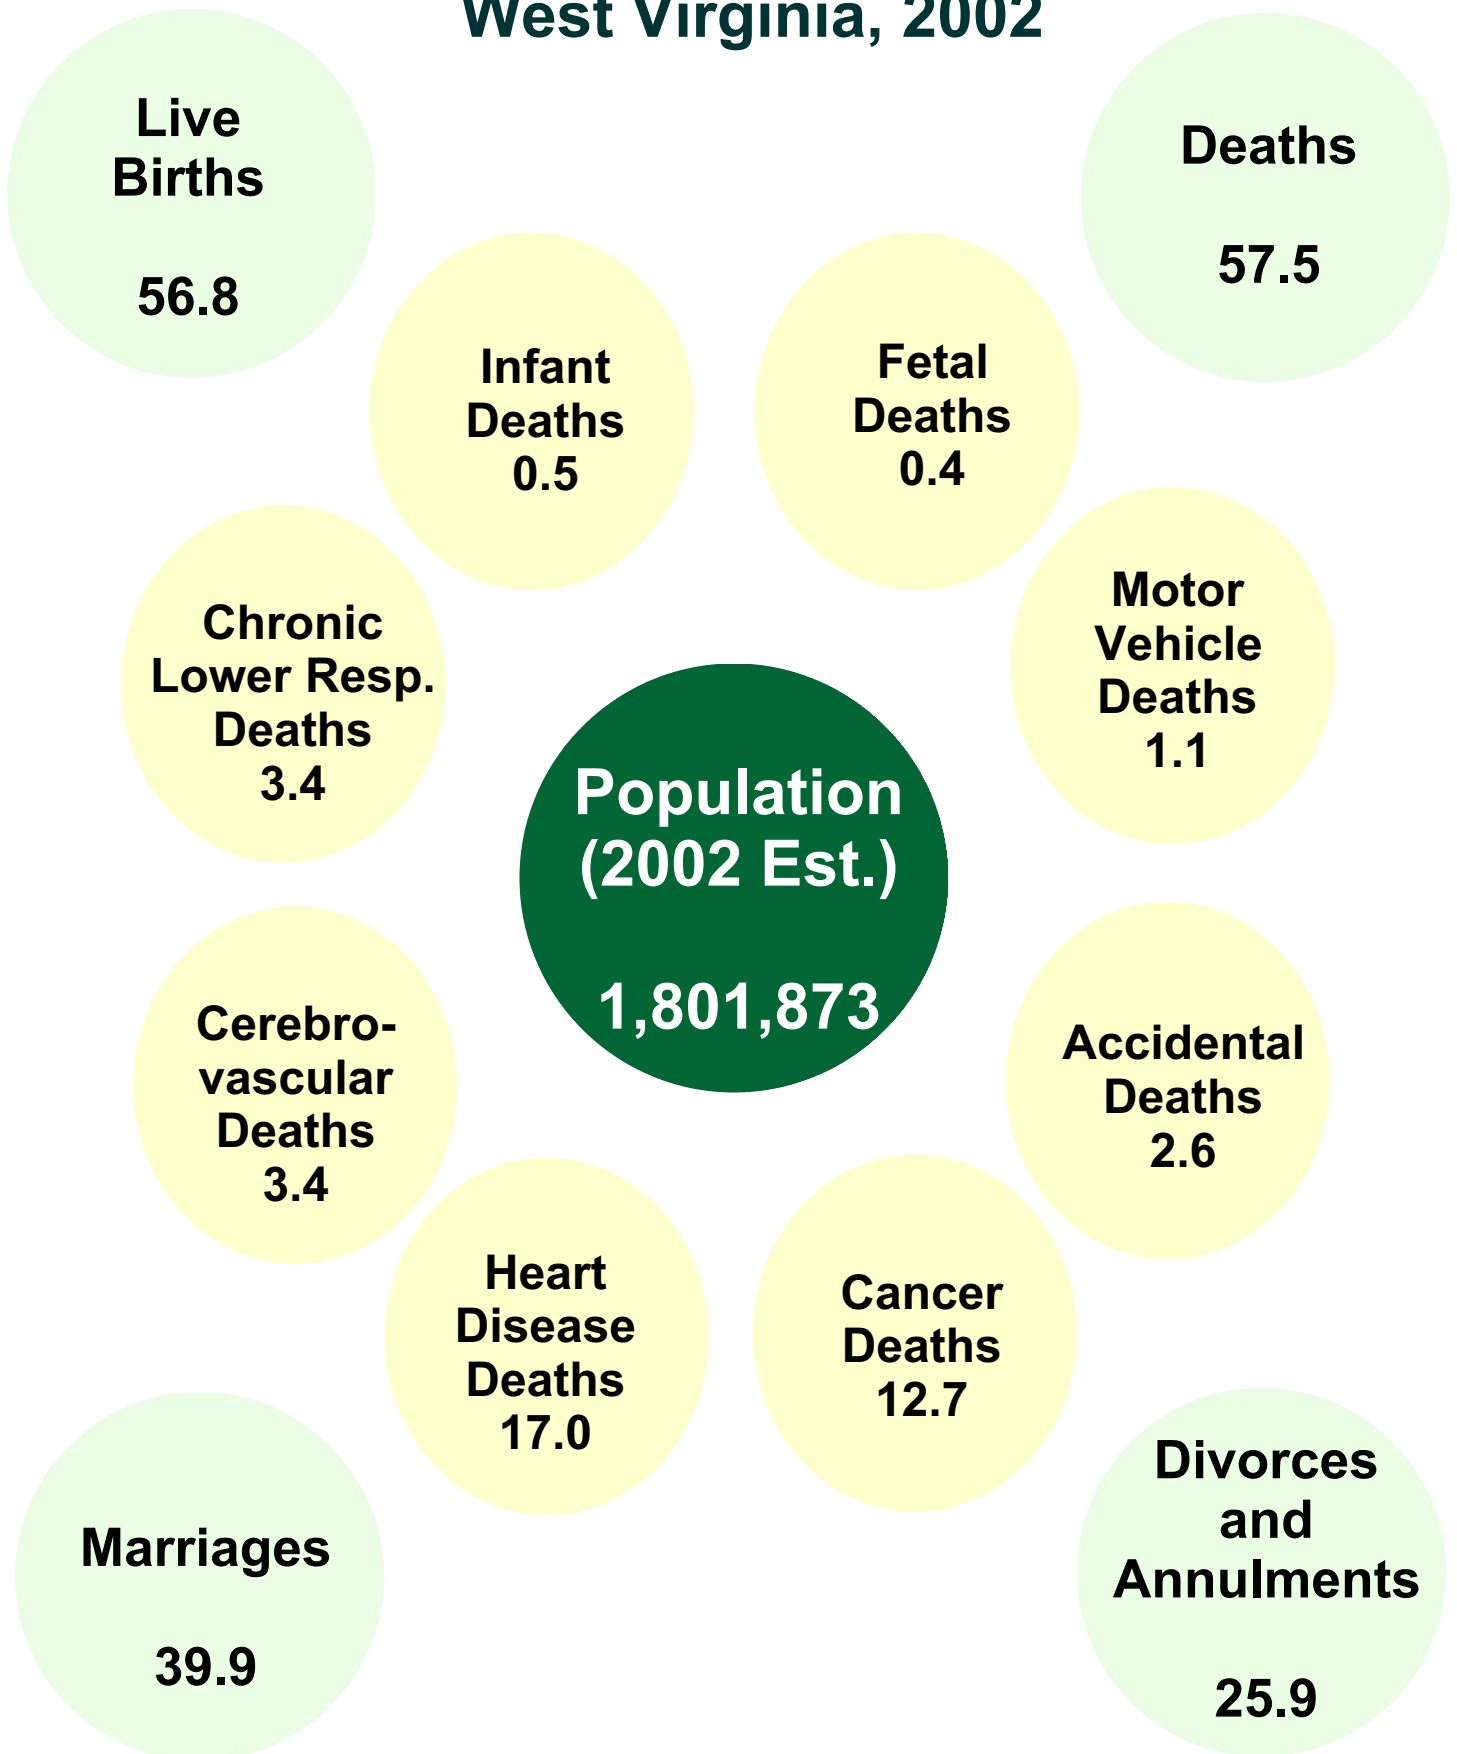 West Virginia, 2002
Live
Births
56.8
Deaths
57.5
Infant
Deaths
0.5
Fetal
Deaths
0.4
Chronic
Lower Resp.
Deaths
3.4
Motor
Vehicle
Deaths
1.1
Population
(2002 Est.)
1,801,873
Cerebro-
vascular
Deaths
3.4
Accidental
Deaths
2.6
Heart
Disease
Deaths
17.0
Cancer
Deaths
12.7
Marriages
39.9
Divorces
and
Annulments
25.9